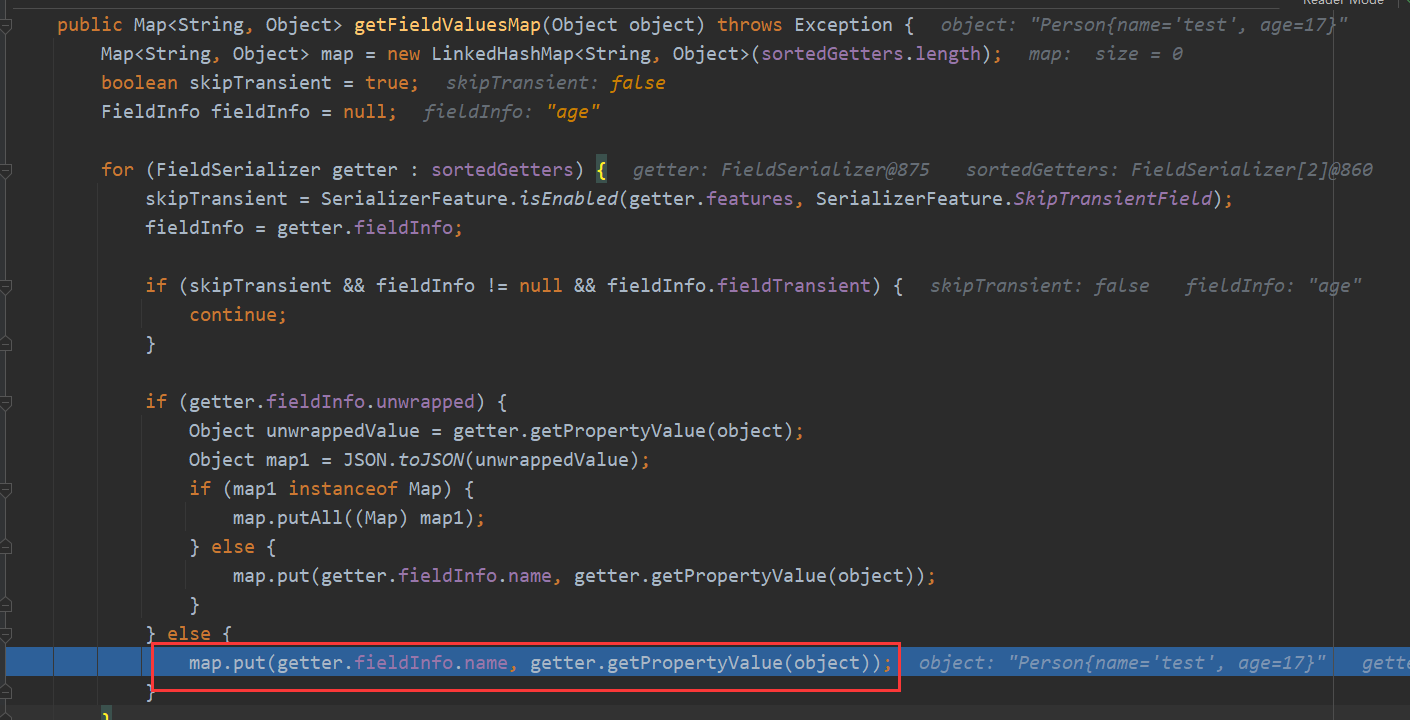 Reader Mode
public Map<String, Object> getFieldValuesMap(Object object) throws Exception { object: "Person{name='test', age=17}"
Map<String, Object> map = new LinkedHashMap<String, Object>(sortedGetters.length); map: size = 0
boolean skipTransient = true; skipTransient: false
FieldInfo fieldInfo = null; fieldInfo: "age"
for (FieldSerializer getter : sortedGetters) { getter: FieldSerializer@875 sortedGetters: FieldSerializer[2]@860
skipTransient = SerializerFeature.isEnabled(getter.features, SerializerFeature.SkipTransientField);
fieldInfo = getter.fieldInfo;
if (skipTransient && fieldInfo != null && fieldInfo.fieldTransient) { skipTransient: false fieldInfo: "age"
continue;
}
if (getter.fieldInfo.unwrapped) {
Object unwrappedValue = getter.getPropertyValue(object);
Object map1 = JSON.toJSON(unwrappedValue);
if (map1 instanceof Map) {
map.putAll((Map) map1);
} else {
map.put(getter.fieldInfo.name, getter.getPropertyValue(object));
}
} else {
map.put(getter.fieldInfo.name, getter.getPropertyValue(object)); object: "Person{name='test', age=17}" gette
}
}